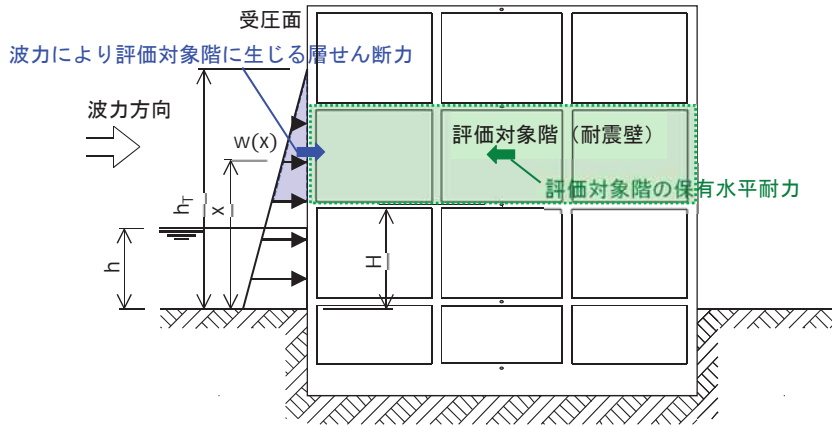 受圧面
波力により評価対象階に生じる層せん断力
波力方向
w(x)
評価対象階（耐震壁）
評価対象階の保有水平耐力
hT
x
h
H